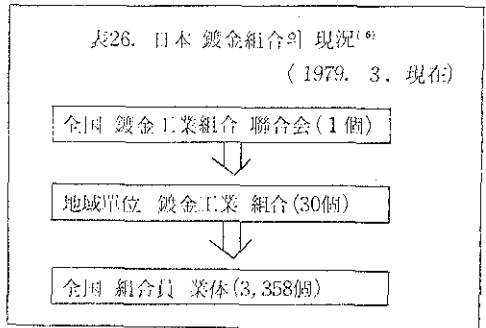 表26. 日本 鍍金組合의 現況⁽⁶⁾
(1979. 3. 現在)
全国 鍍金工業組合 聯合会(1個)
地域單位 鍍金工業 組合(30個)
全国 組合員 業体(3,358個)